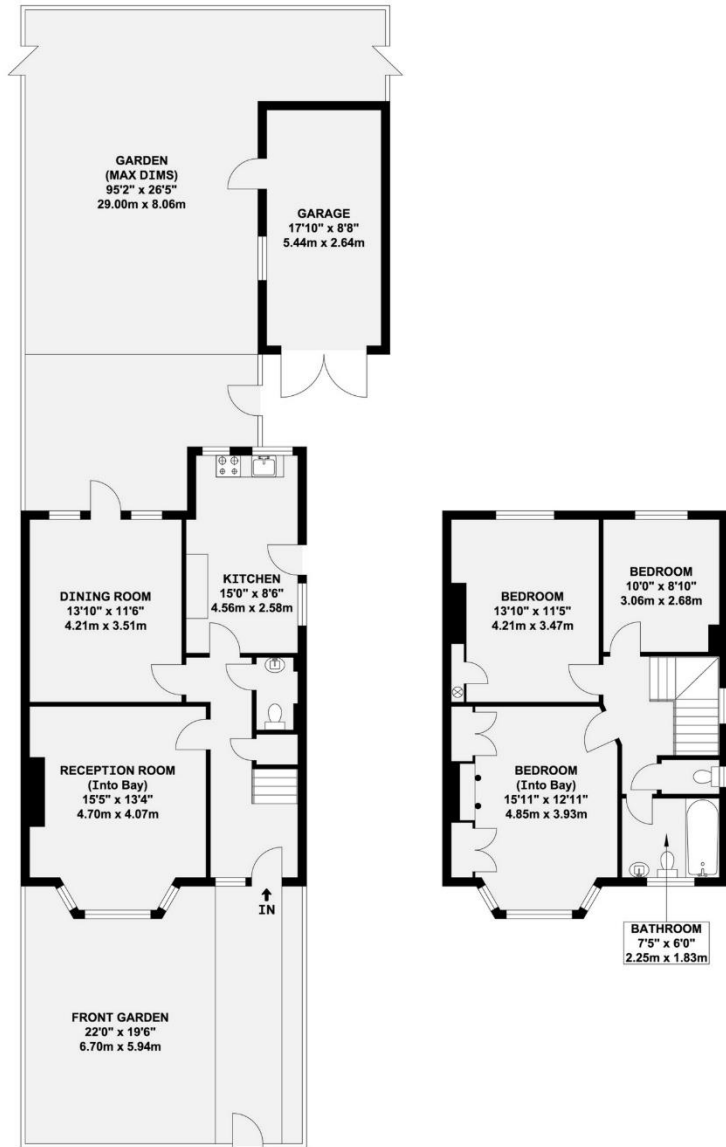 GARDEN
(MAX DIMS)
95'2" x 26'5"
29.00m x 8.06m
GARAGE
17'10" x 8'8"
5.44m x 2.64m
DINING ROOM
13'10" x 11'6"
4.21m x 3.51m
KITCHEN
15'0" x 8'6"
4.56m x 2.58m
RECEPTION ROOM
(Into Bay)
15'5" x 13'4"
4.70m x 4.07m
IN
FRONT GARDEN
22'0" x 19'6"
6.70m x 5.94m
BEDROOM
13'10" x 11'5"
4.21m x 3.47m
BEDROOM
10'0" x 8'10"
3.06m x 2.68m
BEDROOM
(Into Bay)
15'11" x 12'11"
4.85m x 3.93m
BATHROOM
7'5" x 6'0"
2.25m x 1.83m